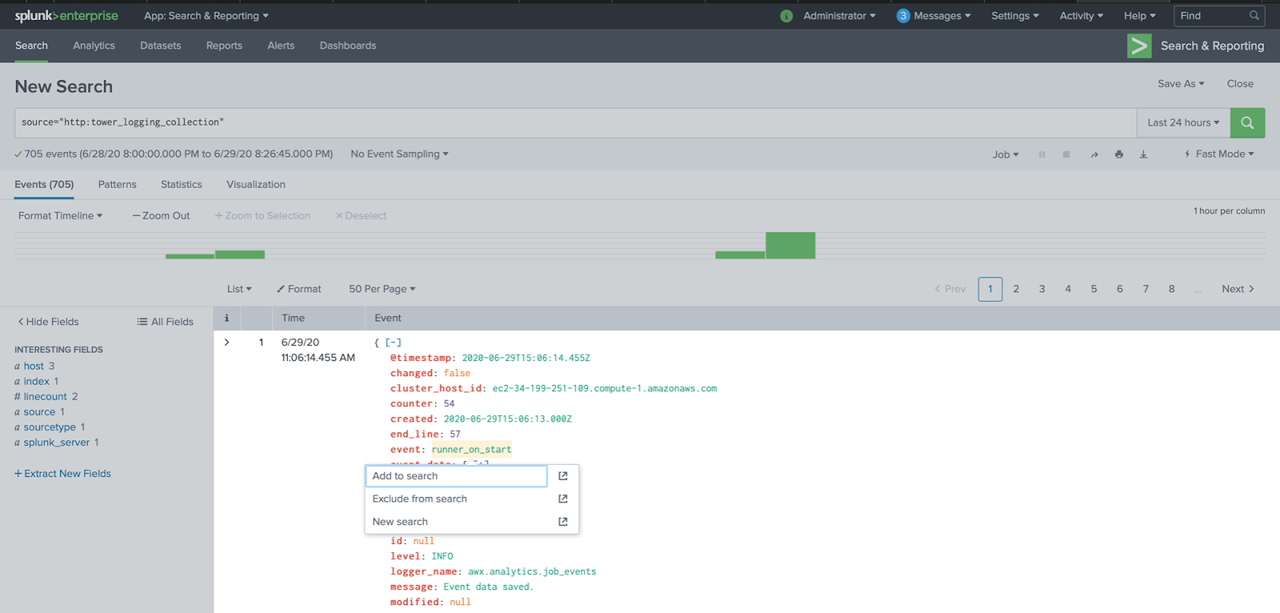 splunk>enterprise App: Search & Reporting i Administrator 3 Messages Settings Activity Help Find
Search Analytics Datasets Reports Alerts Dashboards > Search & Reporting
New Search Save As Close
source="http:tower_logging_collection" Last 24 hours
705 events (6/28/20 8:00:00.000 PM to 6/29/20 8:26:45.000 PM) No Event Sampling Job Fast Mode
Events (705) Patterns Statistics Visualization
Format Timeline — Zoom Out + Zoom to Selection × Deselect 1 hour per column
List Format 50 Per Page < Prev 1 2 3 4 5 6 7 8 ... Next >
< Hide Fields All Fields i Time Event
INTERESTING FIELDS
a host 3
a index 1
# linecount 2
a source 1
a sourcetype 1
a splunk_server 1
+ Extract New Fields
> 1 6/29/20 { [-]
11:06:14.455 AM @timestamp: 2020-06-29T15:06:14.455Z
changed: false
cluster_host_id: ec2-34-199-251-109.compute-1.amazonaws.com
counter: 54
created: 2020-06-29T15:06:13.000Z
end_line: 57
event: runner_on_start
event_data: { [+]
Add to search
Exclude from search
New search
id: null
level: INFO
logger_name: awx.analytics.job_events
message: Event data saved.
modified: null